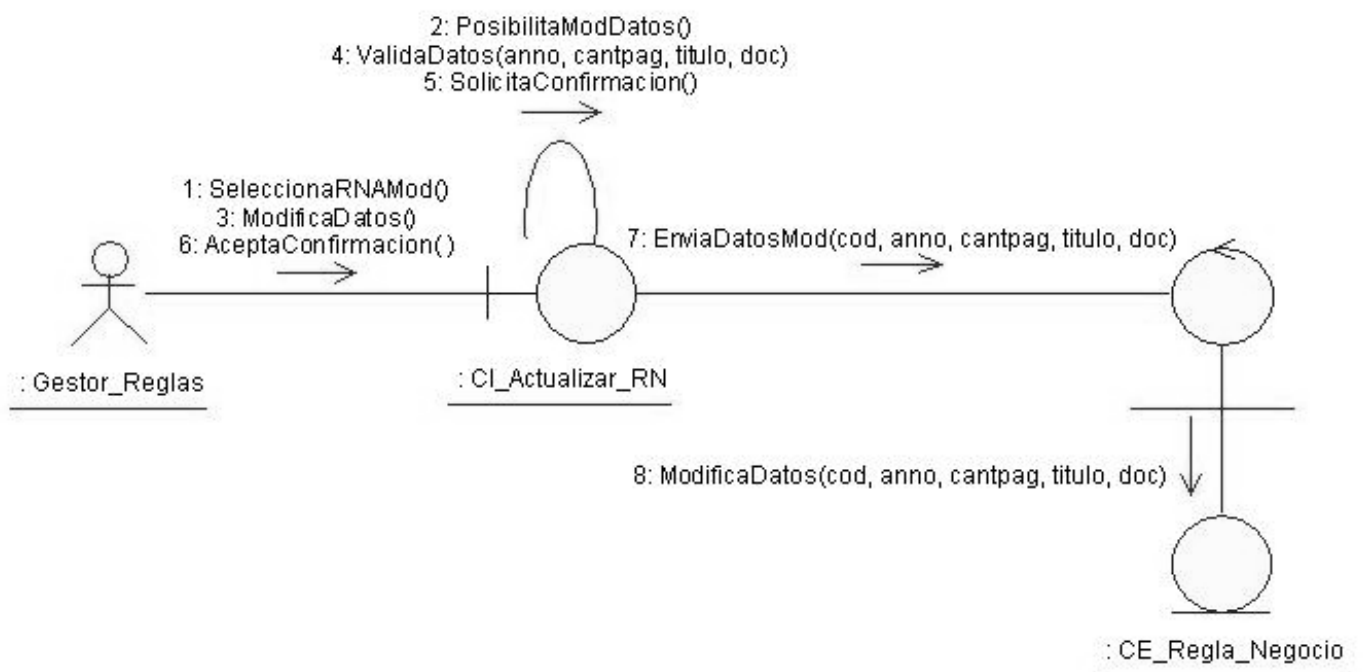 2: PosibilitaModDatos()
4: ValidaDatos(anno, cantpag, titulo, doc)
5: SolicitaConfirmacion()
1: SeleccionaRNAMod()
3: ModificaDatos()
6: AceptaConfirmacion()
7: EnviaDatosMod(cod, anno, cantpag, titulo, doc)
: Gestor_Reglas
: CI_Actualizar_RN
8: ModificaDatos(cod, anno, cantpag, titulo, doc)
: CE_Regla_Negocio